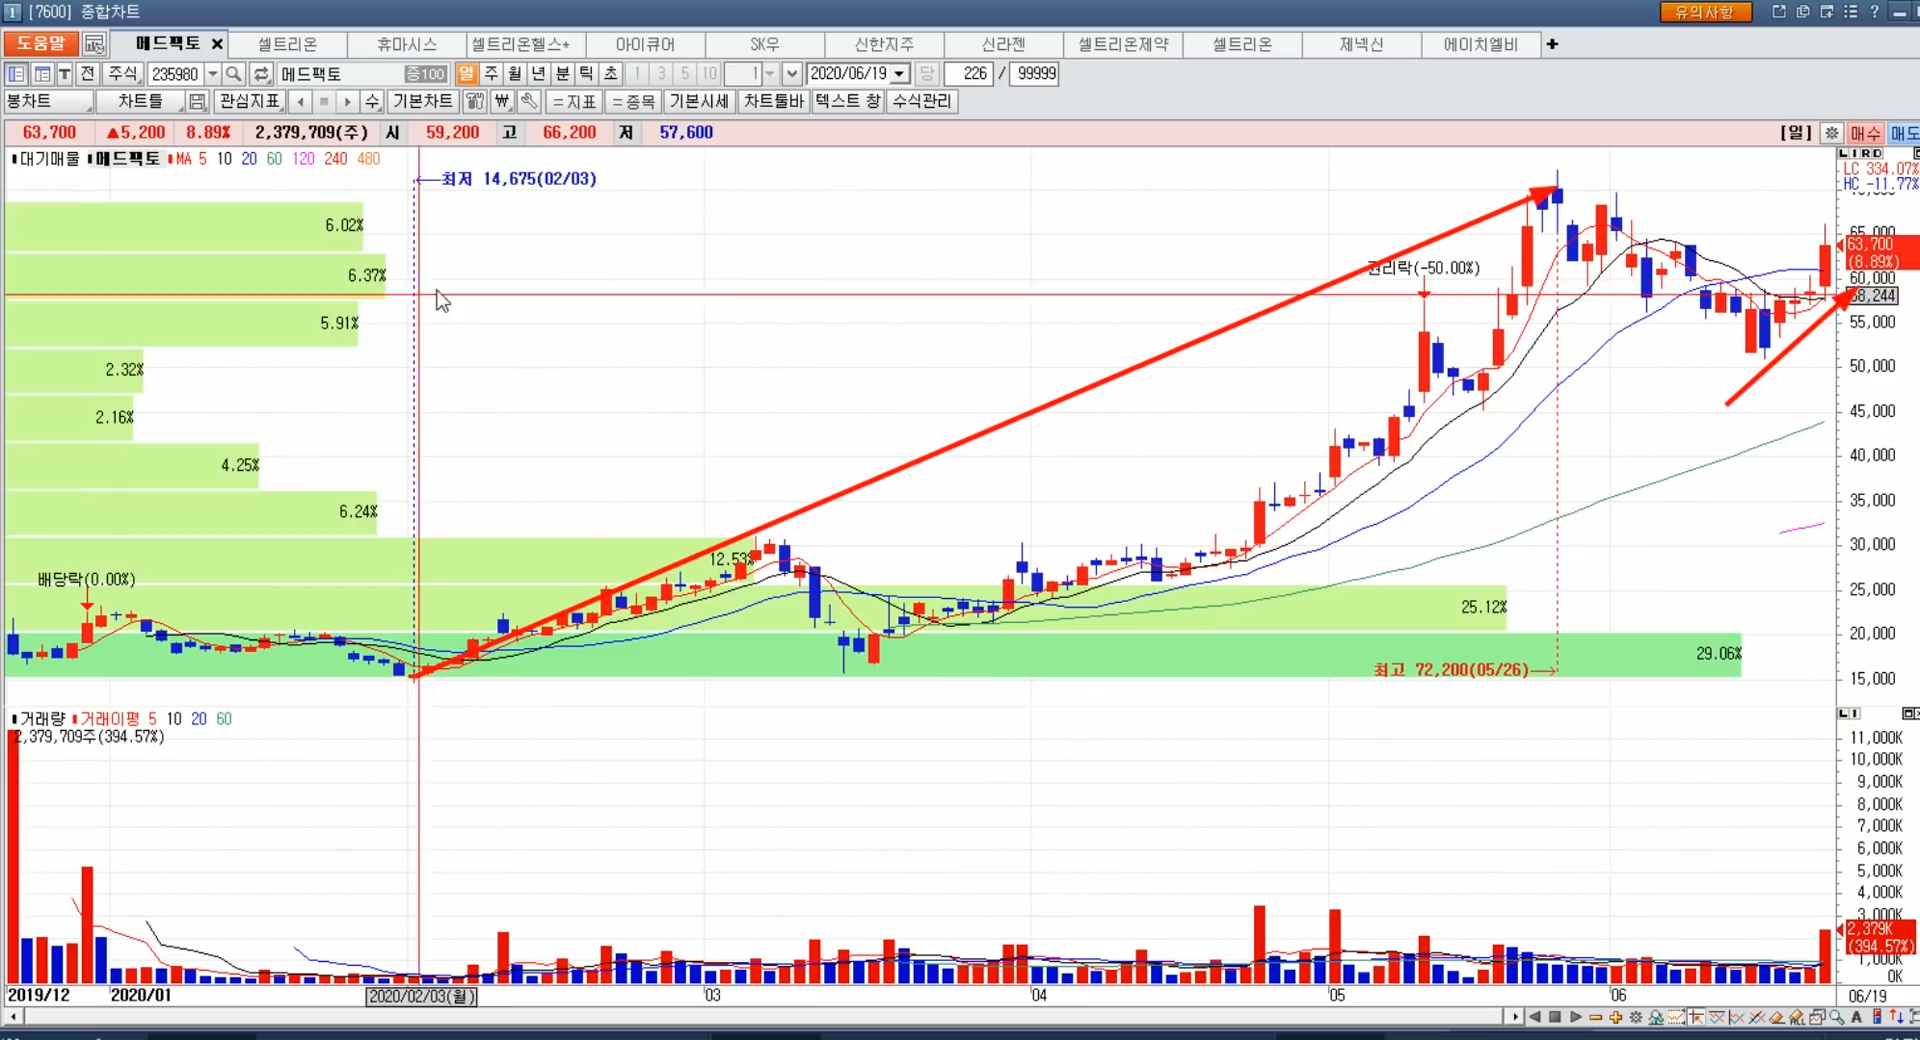 1 [7600] 종합차트 유의사항 ?
도움말 메드팩토 × 셀트리온 휴마시스 셀트리온헬스* 아이큐어 SK우 신한지주 신라젠 셀트리온제약 셀트리온 제넥신 에이치엘비 +
T 전 주식 235980 메드팩토 증100 일 주 월 년 분 틱 초 1 3 5 10 1 2020/06/19 당 226 / 99999
봉차트 차트틀 관심지표 수 기본차트 ₩ =지표 =종목 기본시세 차트툴바 텍스트 창 수식관리
63,700 ▲5,200 8.89% 2,379,709(주) 시 59,200 고 66,200 저 57,600 [일] 매수 매도
대기매물 메드팩토 MA 5 10 20 60 120 240 480 L I R D
LC 334.07%
HC -11.77%
최저 14,675(02/03)
6.02%
65,000
63,700
(8.89%)
권리락(-50.00%)
6.37%
60,000
5.91%
55,000
2.32%
50,000
2.16%
45,000
4.25%
40,000
6.24%
35,000
12.53%
30,000
배당락(0.00%)
25,000
25.12%
20,000
29.06%
최고 72,200(05/26)
15,000
거래량 거래이평 5 10 20 60 L I
2,379,709주(394.57%)
11,000K
10,000K
9,000K
8,000K
7,000K
6,000K
5,000K
4,000K
3,000K
2,379K
(394.57%)
1,000K
0K
2019/12 2020/01 2020/02/03(월) 03 04 05 06 06/19
A